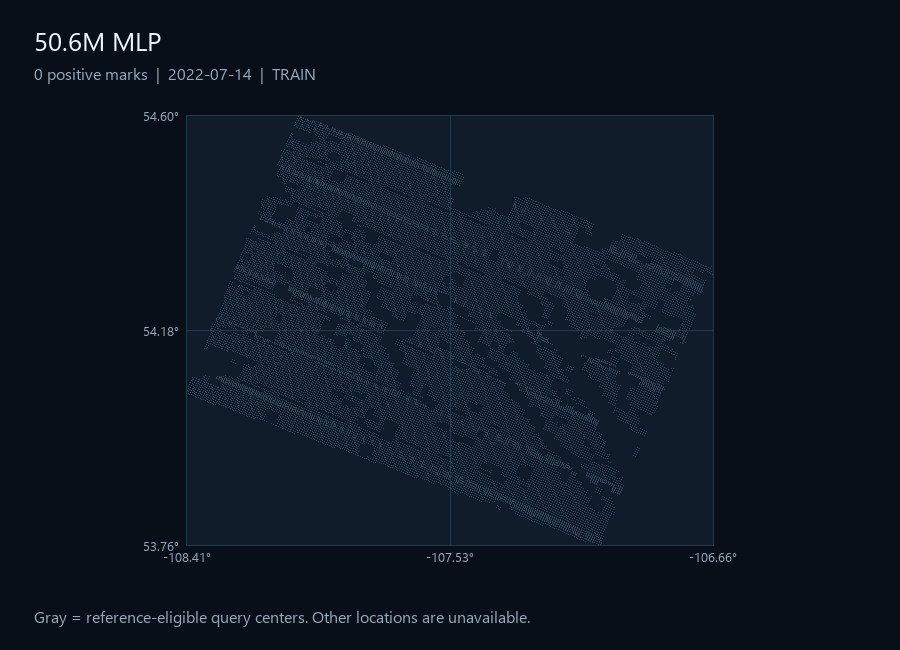 50.6M MLP
0 positive marks | 2022-07-14 | TRAIN
54.60°
54.18°
53.76°
-108.41° -107.53° -106.66°
Gray = reference-eligible query centers. Other locations are unavailable.